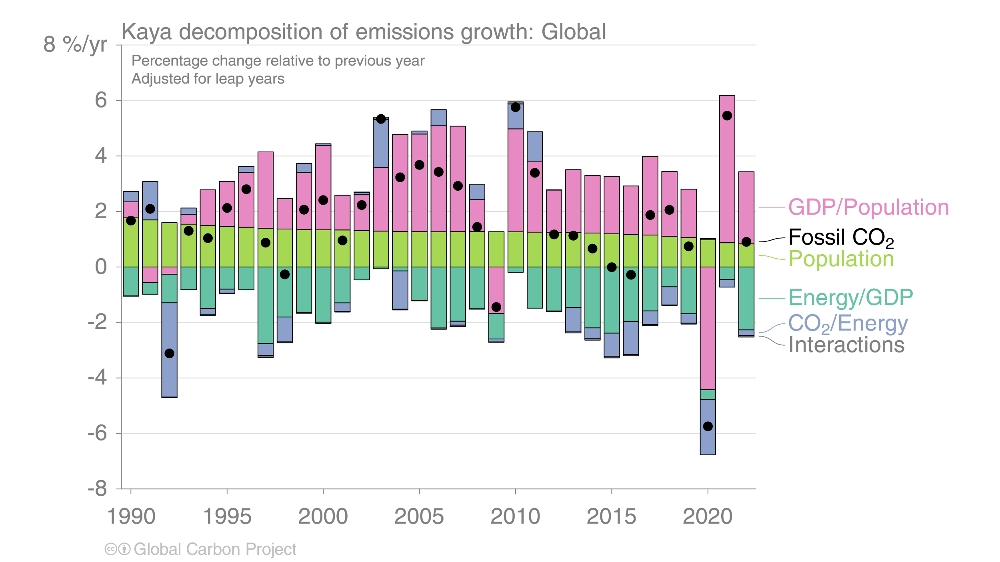 Kaya decomposition of emissions growth: Global
8 %/yr
Percentage change relative to previous year
Adjusted for leap years
6
4
2
0
-2
-4
-6
-8
GDP/Population
Fossil CO₂
Population
Energy/GDP
CO₂/Energy
Interactions
1990 1995 2000 2005 2010 2015 2020
cc Global Carbon Project